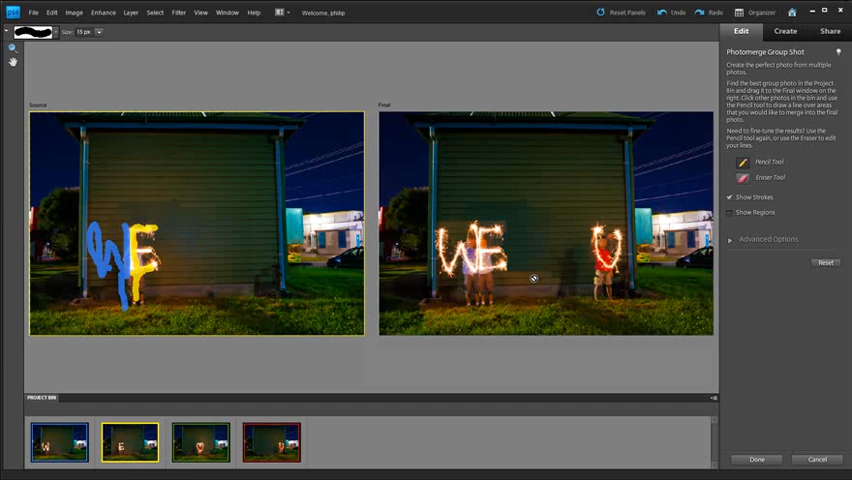 pse File Edit Image Enhance Layer Select Filter View Window Help Welcome, philip Reset Panels Undo Redo Organizer
Size: 15 px
Edit Create Share
Photomerge Group Shot
Create the perfect photo from multiple
photos.
Find the best group photo in the Project
Bin and drag it to the final window on the
right. Click other photos in the bin and use
the Pencil tool to draw a line over areas
that you would like to merge into the final
photo.
Need to fine-tune the results? Use the
Pencil tool again, or use the Eraser to edit
your lines.
Pencil Tool
Eraser Tool
Show Strokes
Show Regions
Advanced Options
Reset
Source
E
Final
WE U
PROJECT BIN
W E O U
Done Cancel